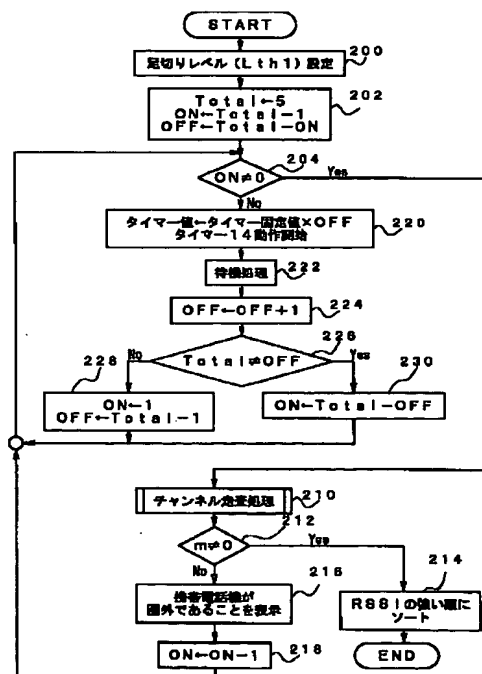 START
足切りレベル(Lth1)設定
200
Total←5
ON←Total-1
OFF←Total-ON
202
ON≠0
204
Yes
No
タイマー値←タイマー固定値×OFF
タイマー14動作開始
220
待機処理
222
OFF←OFF+1
224
Total≠OFF
226
No
Yes
228
ON←1
OFF←Total-1
230
ON←Total-OFF
チャンネル走査処理
210
m≠0
212
Yes
No
携帯電話機が
圏外であることを表示
216
214
RSSIの強い順に
ソート
ON←ON-1
218
END